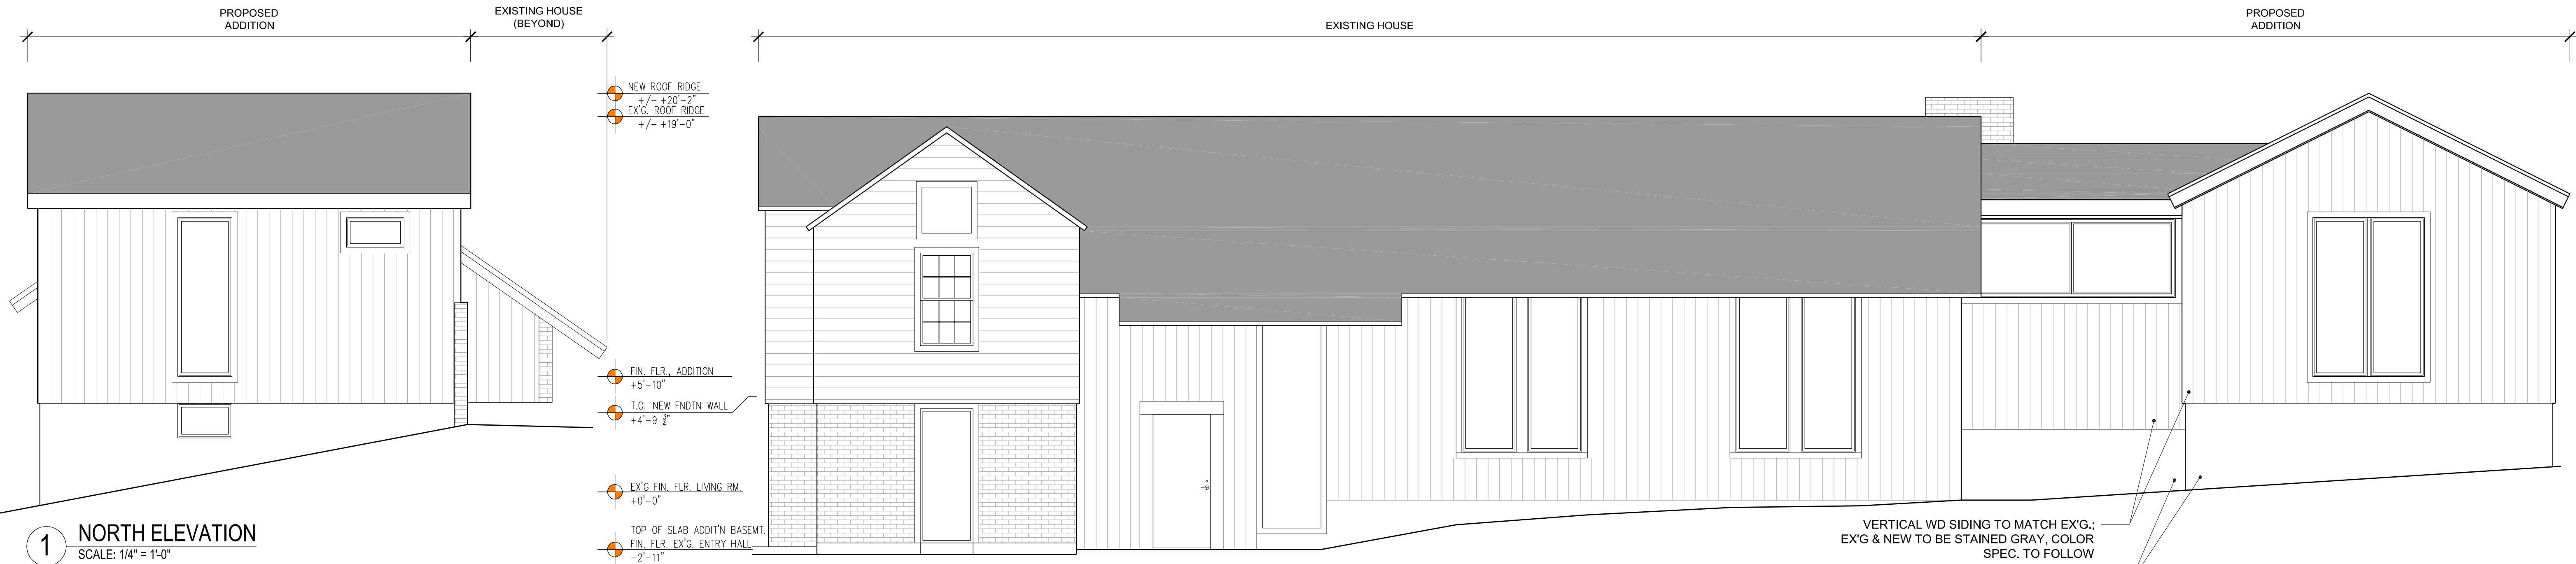 PROPOSED
ADDITION
EXISTING HOUSE
(BEYOND)
EXISTING HOUSE
PROPOSED
ADDITION
NEW ROOF RIDGE
+/- +20'-2"
EX'G. ROOF RIDGE
+/- +19'-0"
FIN. FLR., ADDITION
+5'-10"
T.O. NEW FNDTN WALL
+4'-9 3/4"
EX'G FIN. FLR. LIVING RM.
+0'-0"
TOP OF SLAB ADDIT'N BASEMT.
FIN. FLR. EX'G. ENTRY HALL
-2'-11"
1 NORTH ELEVATION
SCALE: 1/4" = 1'-0"
VERTICAL WD SIDING TO MATCH EX'G.;
EX'G & NEW TO BE STAINED GRAY, COLOR
SPEC. TO FOLLOW